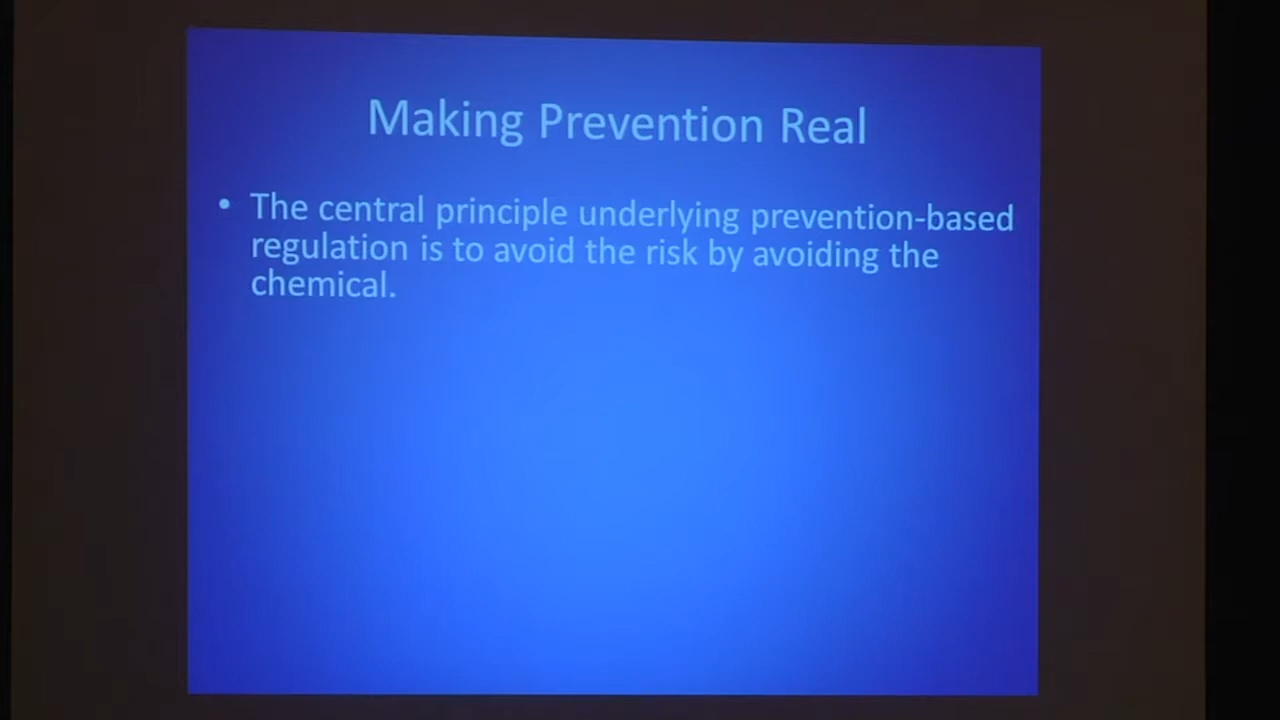 Making Prevention Real
• The central principle underlying prevention-based
regulation is to avoid the risk by avoiding the
chemical.